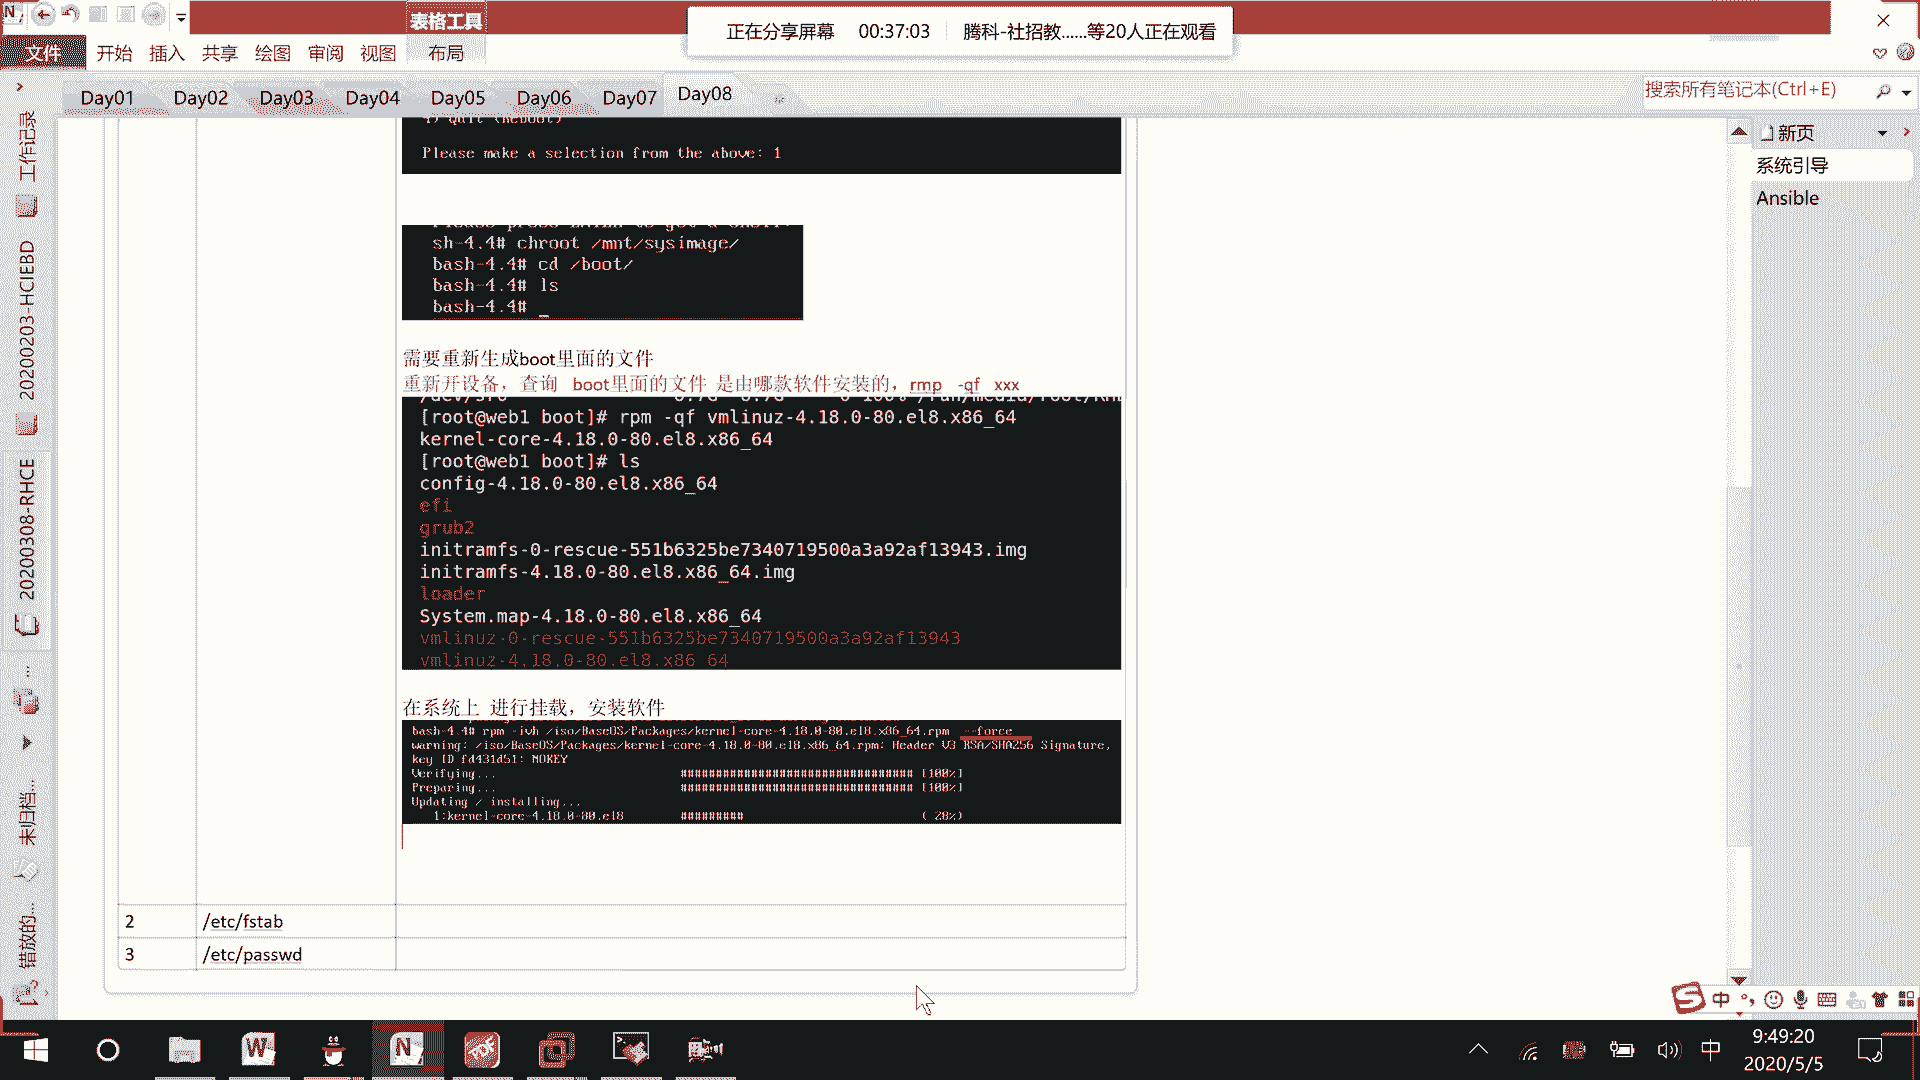 表格工具
正在分享屏幕 00:37:03 腾科-社招教......等20人正在观看
文件 开始 插入 共享 绘图 审阅 视图 布局
Day01 Day02 Day03 Day04 Day05 Day06 Day07 Day08
搜索所有笔记本(Ctrl+E)
工作记录
20200203-HCIEBD
20200308-RHCE
...
未归档...
错放的...
新页
系统引导
Ansible
4) Quit (Reboot)
Please make a selection from the above: 1
sh-4.4# chroot /mnt/sysimage/
bash-4.4# cd /boot/
bash-4.4# ls
bash-4.4# _
需要重新生成boot里面的文件
重新开设备，查询 boot里面的文件 是由哪款软件安装的，rmp -qf xxx
[root@web1 boot]# rpm -qf vmlinuz-4.18.0-80.el8.x86_64
kernel-core-4.18.0-80.el8.x86_64
[root@web1 boot]# ls
config-4.18.0-80.el8.x86_64
efi
grub2
initramfs-0-rescue-551b6325be7340719500a3a92af13943.img
initramfs-4.18.0-80.el8.x86_64.img
loader
System.map-4.18.0-80.el8.x86_64
vmlinuz-0-rescue-551b6325be7340719500a3a92af13943
vmlinuz-4.18.0-80.el8.x86_64
在系统上 进行挂载，安装软件
bash-4.4# rpm -ivh /iso/BaseOS/Packages/kernel-core-4.18.0-80.el8.x86_64.rpm --force
warning: /iso/BaseOS/Packages/kernel-core-4.18.0-80.el8.x86_64.rpm: Header V3 RSA/SHA256 Signature,
key ID fd431d51: NOKEY
Verifying... ################################# [100%]
Preparing... ################################# [100%]
Updating / installing...
1:kernel-core-4.18.0-80.el8 ######### ( 28%)
2 /etc/fstab
3 /etc/passwd
中
中
9:49:20
2020/5/5